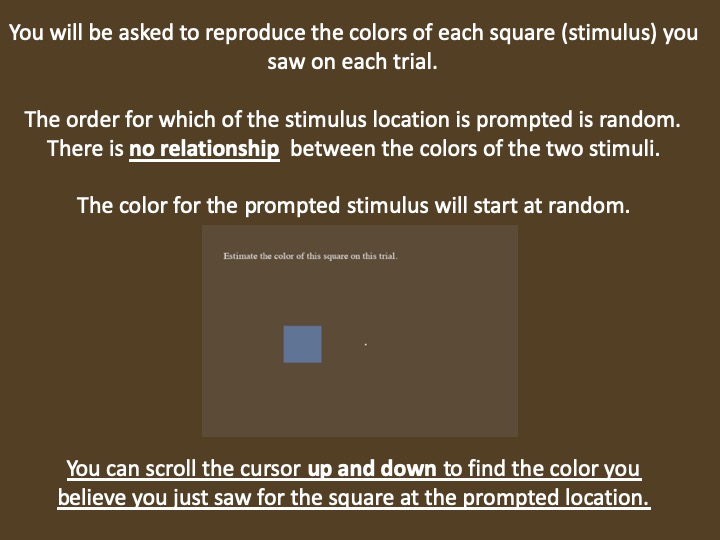 You will be asked to reproduce the colors of each square (stimulus) you
saw on each trial.
The order for which of the stimulus location is prompted is random.
There is no relationship between the colors of the two stimuli.
The color for the prompted stimulus will start at random.
Estimate the color of this square on this trial.
You can scroll the cursor up and down to find the color you
believe you just saw for the square at the prompted location.